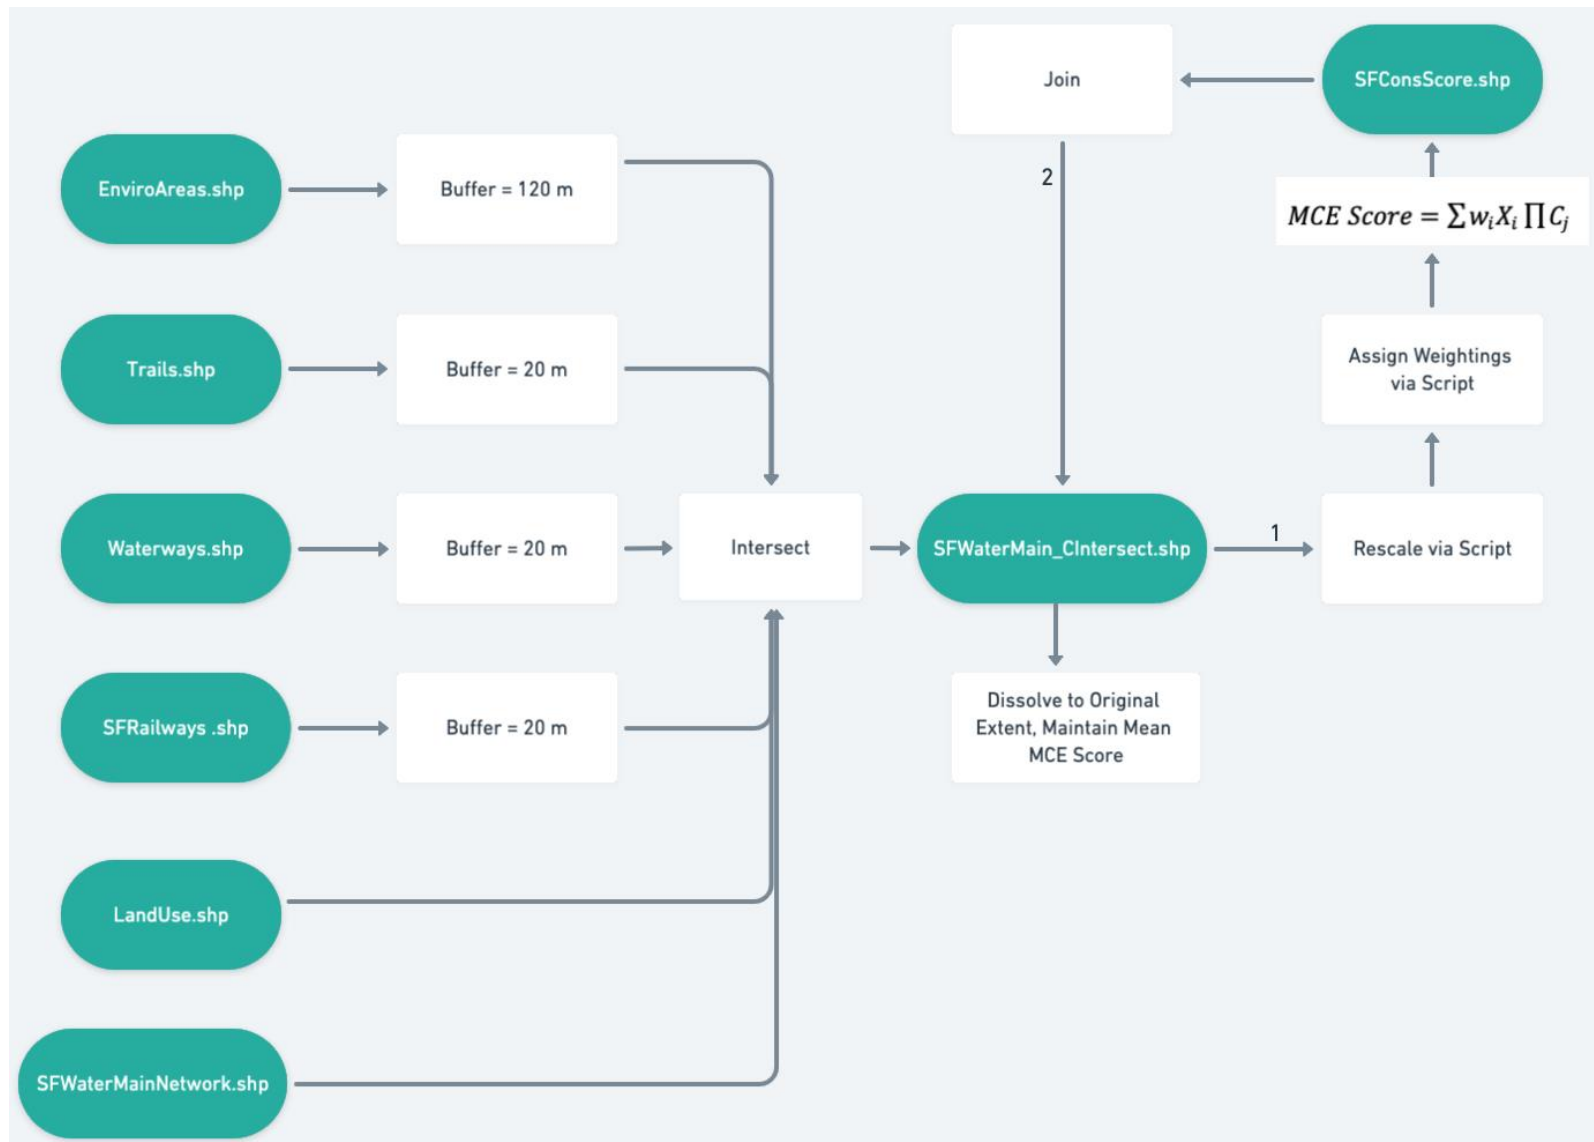 Join
SFConsScore.shp
EnviroAreas.shp
Buffer = 120 m
2
MCE Score = ∑wᵢXᵢ ∏Cⱼ
Trails.shp
Buffer = 20 m
Assign Weightings
via Script
Waterways.shp
Buffer = 20 m
Intersect
SFWaterMain_CIntersect.shp
1
Rescale via Script
SFRailways .shp
Buffer = 20 m
Dissolve to Original
Extent, Maintain Mean
MCE Score
LandUse.shp
SFWaterMainNetwork.shp